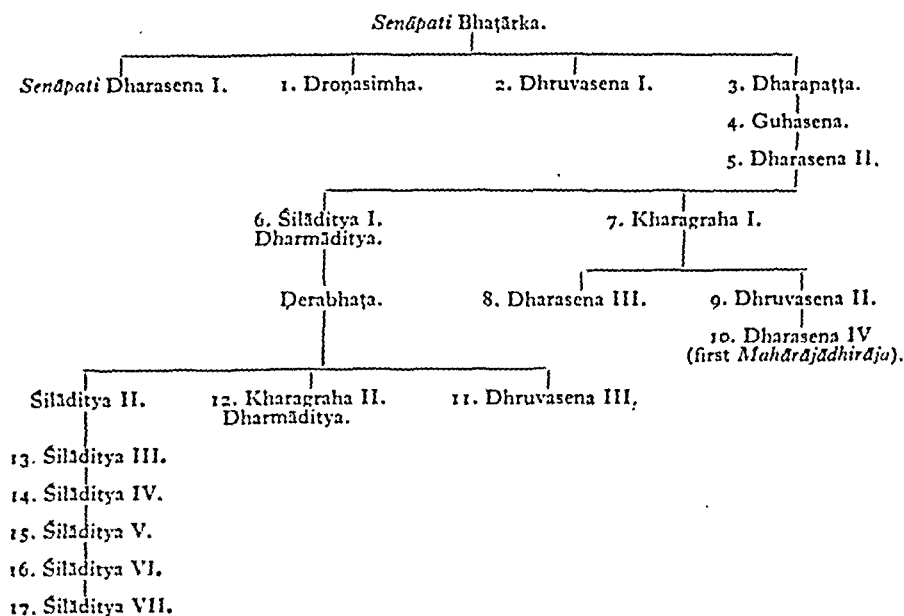 Senāpati Bhaṭārka.
Senāpati Dharasena I. 1. Droṇasimha. 2. Dhruvasena I. 3. Dharapaṭṭa.
4. Guhasena.
5. Dharasena II.
6. Śilāditya I. 7. Kharagraha I.
Dharmāditya.
Ḍerabhaṭa. 8. Dharasena III. 9. Dhruvasena II.
10. Dharasena IV
(first Mahārājādhirāja).
Śilāditya II. 12. Kharagraha II. 11. Dhruvasena III.
Dharmāditya.
13. Śilāditya III.
14. Śilāditya IV.
15. Śilāditya V.
16. Śilāditya VI.
17. Śilāditya VII.